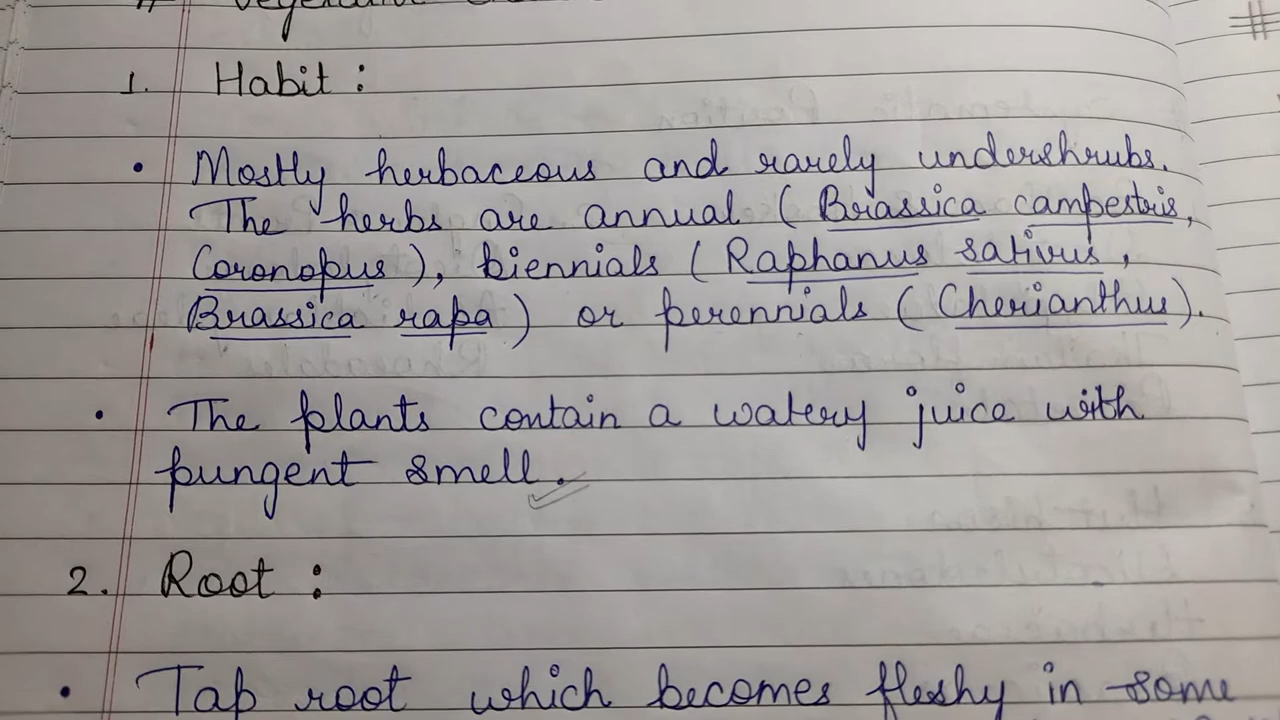 # Vegetative
1. Habit :
• Mostly herbaceous and rarely undershrubs.
The herbs are annual ( Brassica campestris,
Coronopus ), biennials ( Raphanus sativus,
Brassica rapa ) or perennials ( Cherianthus ).
• The plants contain a watery juice with
pungent smell.
2. Root :
• Tap root which becomes fleshy in some
#